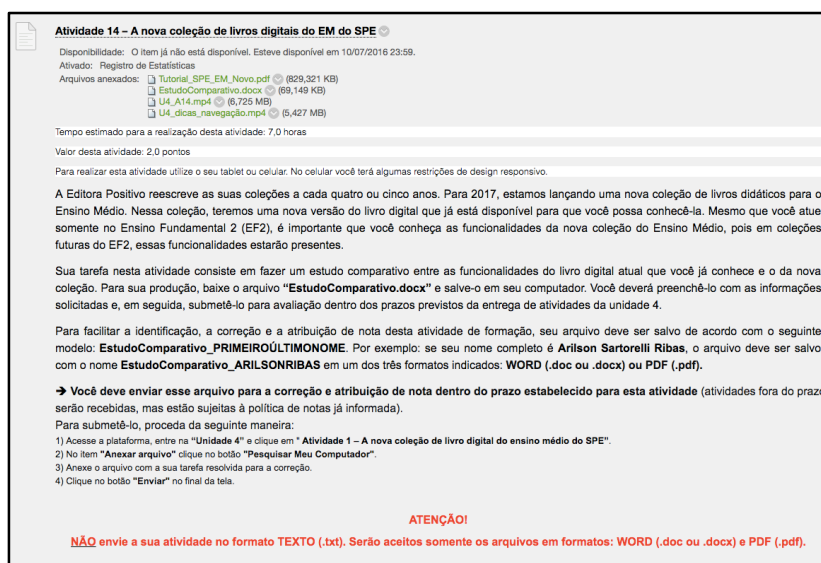 Atividade 14 – A nova coleção de livros digitais do EM do SPE
Disponibilidade: O item já não está disponível. Esteve disponível em 10/07/2016 23:59.
Ativado: Registro de Estatísticas
Arquivos anexados: Tutorial_SPE_EM_Novo.pdf (829,321 KB)
EstudoComparativo.docx (69,149 KB)
U4_A14.mp4 (6,725 MB)
U4_dicas_navegação.mp4 (5,427 MB)
Tempo estimado para a realização desta atividade: 7,0 horas
Valor desta atividade: 2,0 pontos
Para realizar esta atividade utilize o seu tablet ou celular. No celular você terá algumas restrições de design responsivo.
A Editora Positivo reescreve as suas coleções a cada quatro ou cinco anos. Para 2017, estamos lançando uma nova coleção de livros didáticos para o
Ensino Médio. Nessa coleção, teremos uma nova versão do livro digital que já está disponível para que você possa conhecê-la. Mesmo que você atue
somente no Ensino Fundamental 2 (EF2), é importante que você conheça as funcionalidades da nova coleção do Ensino Médio, pois em coleções
futuras do EF2, essas funcionalidades estarão presentes.
Sua tarefa nesta atividade consiste em fazer um estudo comparativo entre as funcionalidades do livro digital atual que você já conhece e o da nova
coleção. Para sua produção, baixe o arquivo “EstudoComparativo.docx” e salve-o em seu computador. Você deverá preenchê-lo com as informações
solicitadas e, em seguida, submetê-lo para avaliação dentro dos prazos previstos da entrega de atividades da unidade 4.
Para facilitar a identificação, a correção e a atribuição de nota desta atividade de formação, seu arquivo deve ser salvo de acordo com o seguinte
modelo: EstudoComparativo_PRIMEIROÚLTIMONOME. Por exemplo: se seu nome completo é Arilson Sartorelli Ribas, o arquivo deve ser salvo
com o nome EstudoComparativo_ARILSONRIBAS em um dos três formatos indicados: WORD (.doc ou .docx) ou PDF (.pdf).
➔ Você deve enviar esse arquivo para a correção e atribuição de nota dentro do prazo estabelecido para esta atividade (atividades fora do prazo
serão recebidas, mas estão sujeitas à política de notas já informada).
Para submetê-lo, proceda da seguinte maneira:
1) Acesse a plataforma, entre na “Unidade 4” e clique em " Atividade 1 – A nova coleção de livro digital do ensino médio do SPE".
2) No item "Anexar arquivo" clique no botão "Pesquisar Meu Computador".
3) Anexe o arquivo com a sua tarefa resolvida para a correção.
4) Clique no botão "Enviar" no final da tela.
ATENÇÃO!
NÃO envie a sua atividade no formato TEXTO (.txt). Serão aceitos somente os arquivos em formatos: WORD (.doc ou .docx) e PDF (.pdf).